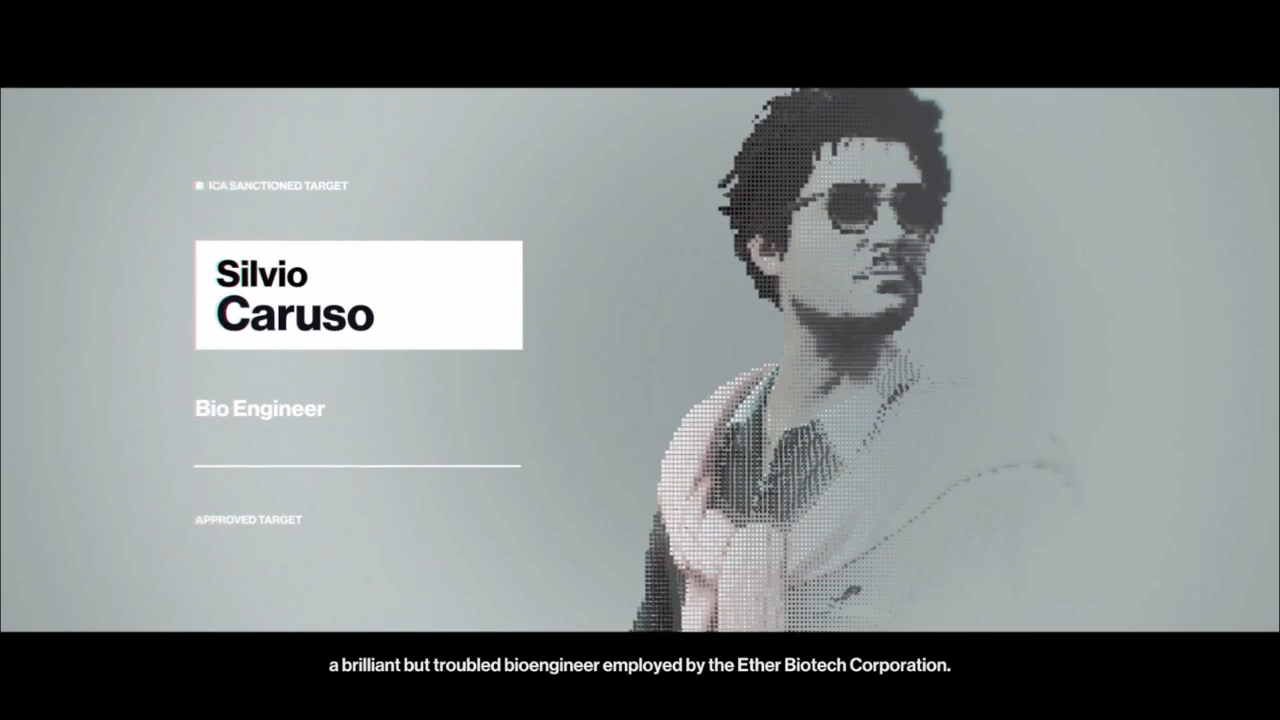 ICA SANCTIONED TARGET
Silvio
Caruso
Bio Engineer
APPROVED TARGET
a brilliant but troubled bioengineer employed by the Ether Biotech Corporation.